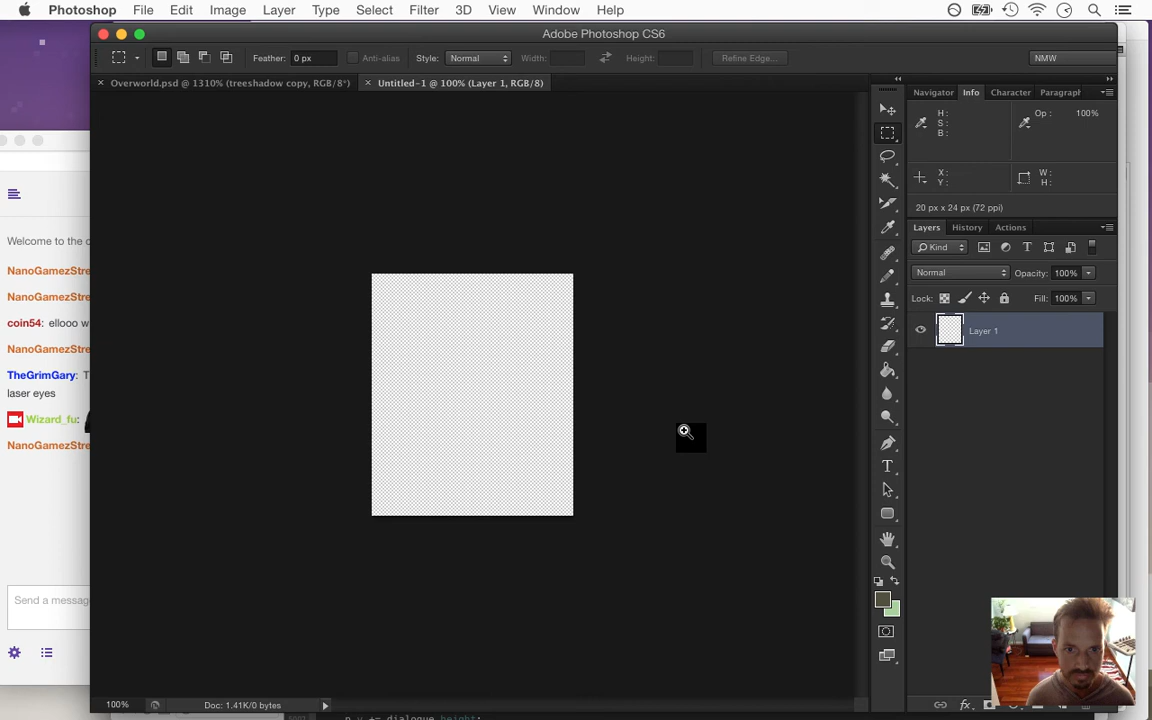 Photoshop File Edit Image Layer Type Select Filter 3D View Window Help
Adobe Photoshop CS6
Feather: 0 px Anti-alias Style: Normal Width: Height: Refine Edge... NMW
Overworld.psd @ 1310% (treeshadow copy, RGB/8*) Untitled-1 @ 100% (Layer 1, RGB/8)
Navigator Info Character Paragraph
H:
S:
B:
Op: 100%
X:
Y:
W:
H:
20 px x 24 px (72 ppi)
Layers History Actions
Kind
Normal Opacity: 100%
Lock: Fill: 100%
Layer 1
Welcome to the
NanoGamezStre
NanoGamezStre
coin54: ellooo w
NanoGamezStre
TheGrimGary: T
laser eyes
Wizard_fu:
NanoGamezStre
Send a messag
100% Doc: 1.41K/0 bytes